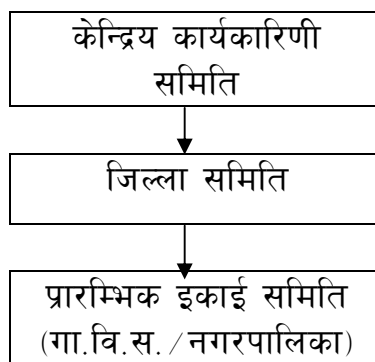 केन्द्रिय कार्यकारिणी
समिति
जिल्ला समिति
प्रारम्भिक इकाई समिति
(गा.वि.स./नगरपालिका)